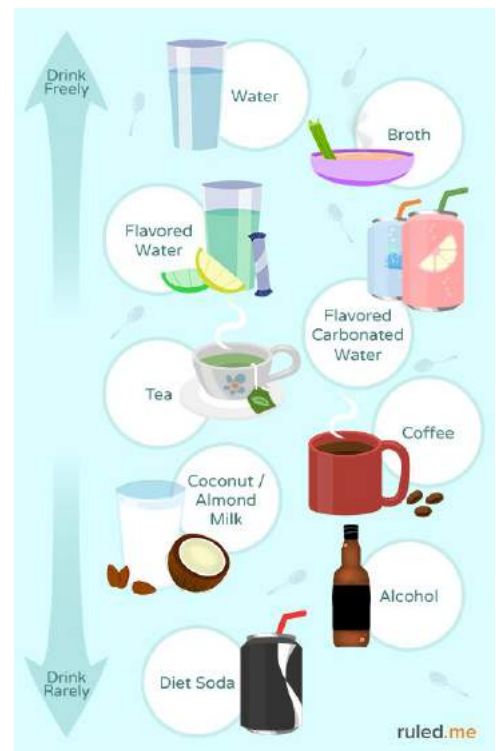 Drink
Freely
Water
Broth
Flavored
Water
Flavored
Carbonated
Water
Tea
Coffee
Coconut /
Almond
Milk
Alcohol
Diet Soda
Drink
Rarely
ruled.me